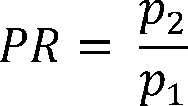 PR = p₂/p₁